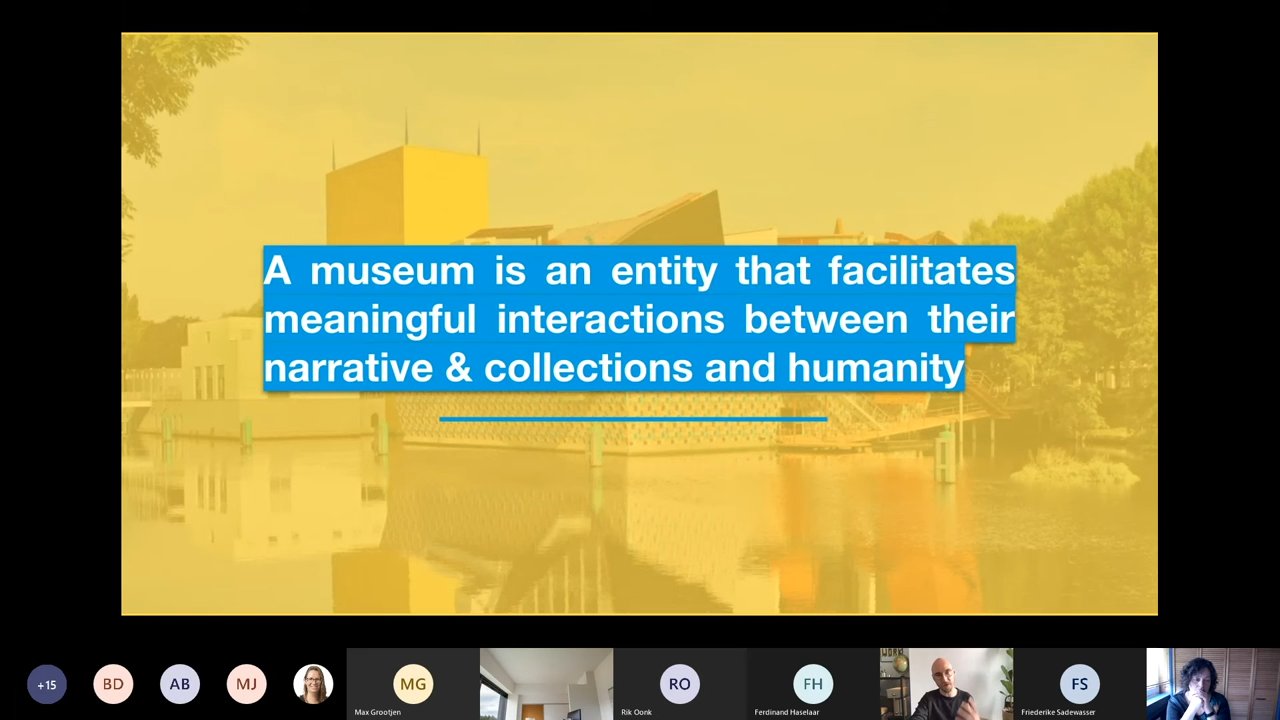 A museum is an entity that facilitates
meaningful interactions between their
narrative & collections and humanity
+15
BD
AB
MJ
MG
Max Grootjen
RO
Rik Oonk
FH
Ferdinand Haselaar
WORK
FS
Friederike Sadewasser